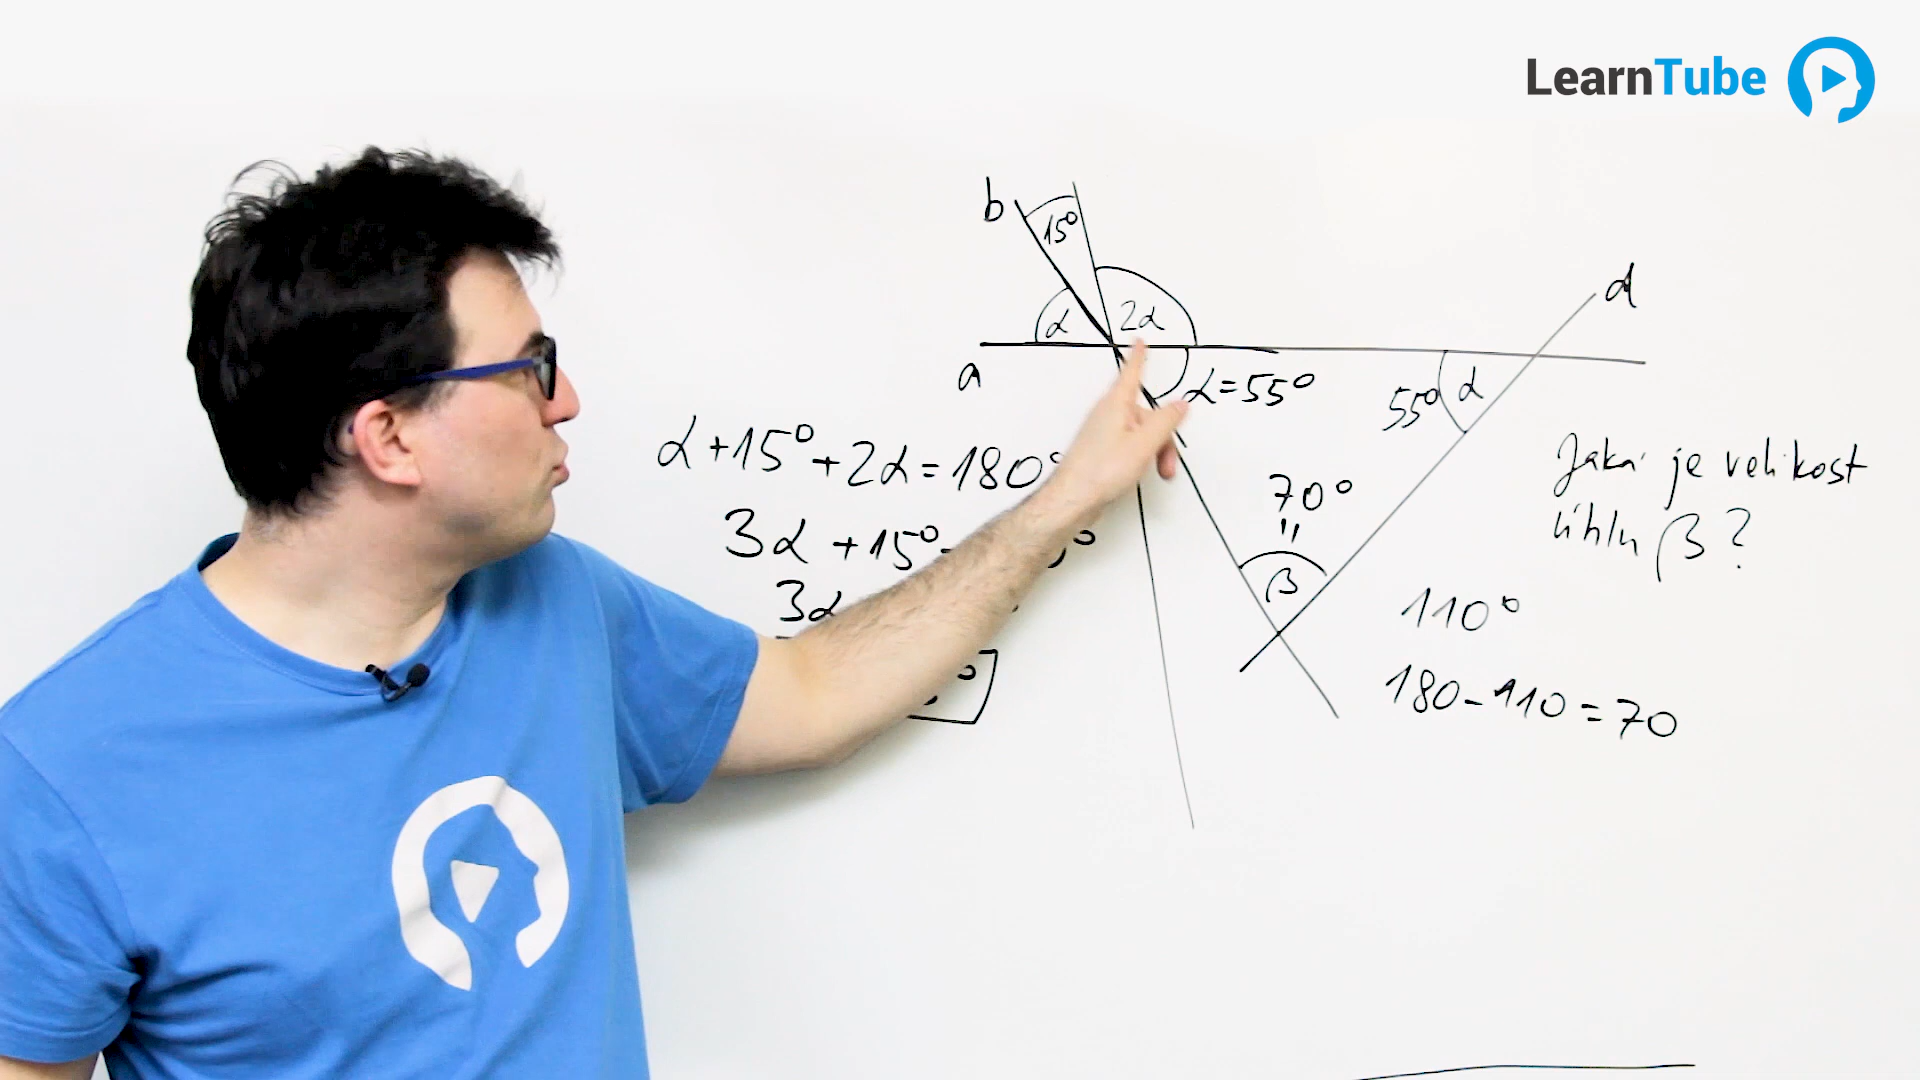 LearnTube
b
15°
d
α
2α
a
α=55°
55°
α
α+15°+2α=180°
Jaká je velikost
úhlu β?
70°
"
3α +15°
β
3α
110°
180-110=70